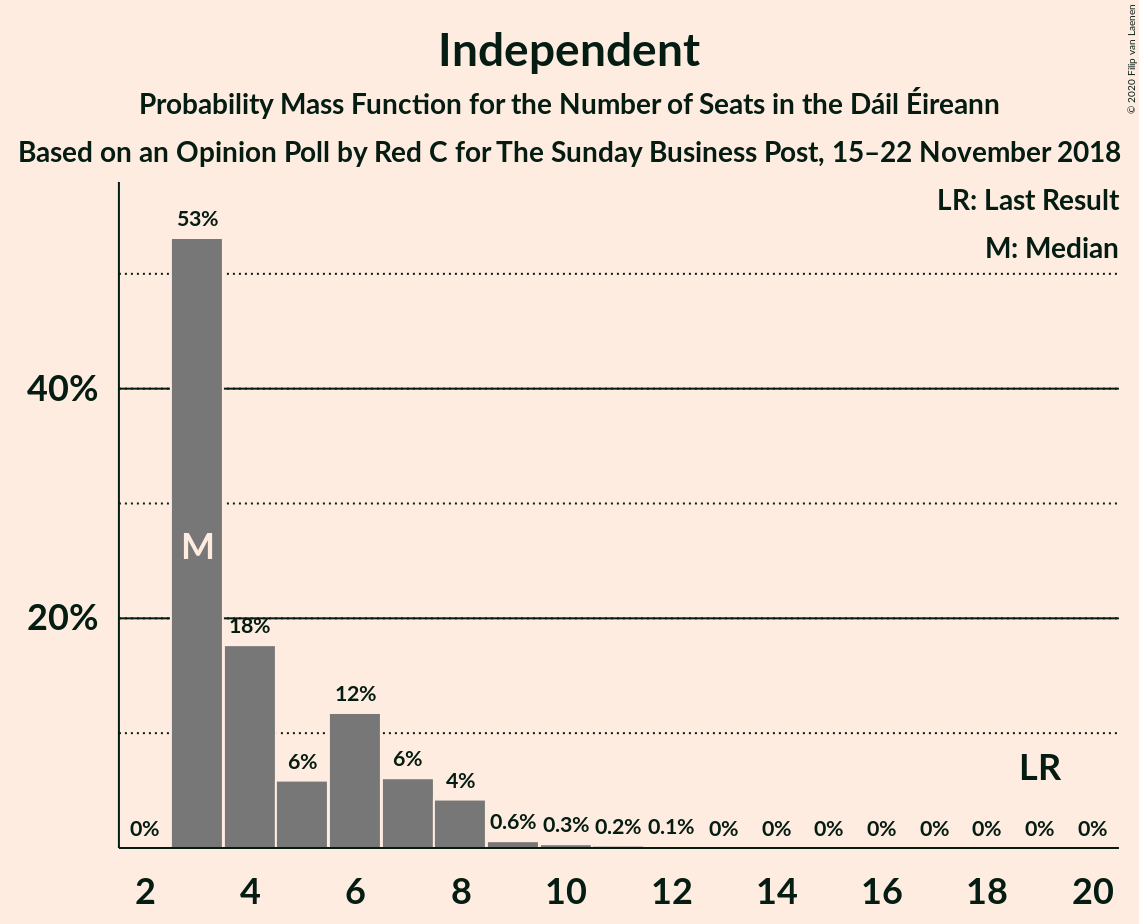 Independent
Probability Mass Function for the Number of Seats in the Dáil Éireann
Based on an Opinion Poll by Red C for The Sunday Business Post, 15–22 November 2018
© 2020 Filip van Laenen
LR: Last Result
M: Median
53%
40%
M
20%
18%
12%
6%
6%
4%
LR
0%
0.6%
0.3%
0.2%
0.1%
0%
0%
0%
0%
0%
0%
0%
0%
2 4 6 8 10 12 14 16 18 20